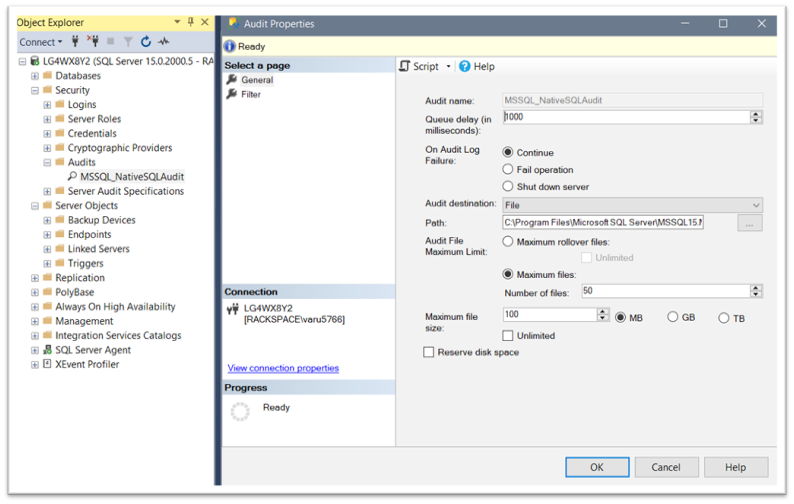 Object Explorer
Connect
LG4WX8Y2 (SQL Server 15.0.2000.5 - RA
Databases
Security
Logins
Server Roles
Credentials
Cryptographic Providers
Audits
MSSQL_NativeSQLAudit
Server Audit Specifications
Server Objects
Backup Devices
Endpoints
Linked Servers
Triggers
Replication
PolyBase
Always On High Availability
Management
Integration Services Catalogs
SQL Server Agent
XEvent Profiler
Audit Properties
Ready
Select a page
General
Filter
Connection
LG4WX8Y2
[RACKSPACE\varu5766]
View connection properties
Progress
Ready
Script Help
Audit name: MSSQL_NativeSQLAudit
Queue delay (in
milliseconds): 1000
On Audit Log
Failure: Continue
Fail operation
Shut down server
Audit destination: File
Path: C:\Program Files\Microsoft SQL Server\MSSQL15.M ...
Audit File
Maximum Limit: Maximum rollover files:
Unlimited
Maximum files:
Number of files: 50
Maximum file
size: 100 MB GB TB
Unlimited
Reserve disk space
OK Cancel Help